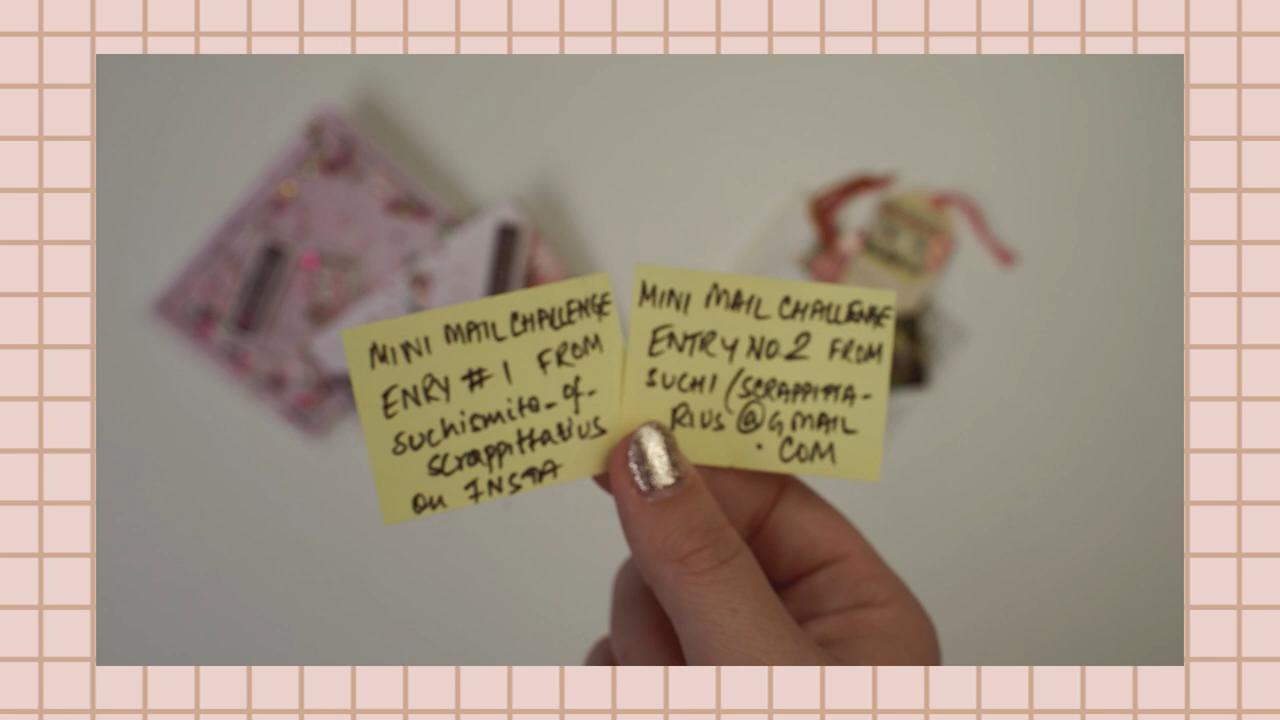 MINI MAIL CHALLENGE
ENRY #1 FROM
suchismita_of_
scrappittarius
on INSTA
MINI MAIL CHALLENGE
ENTRY NO.2 FROM
SUCHI (SCRAPPITTA-
RIUS @GMAIL
.COM